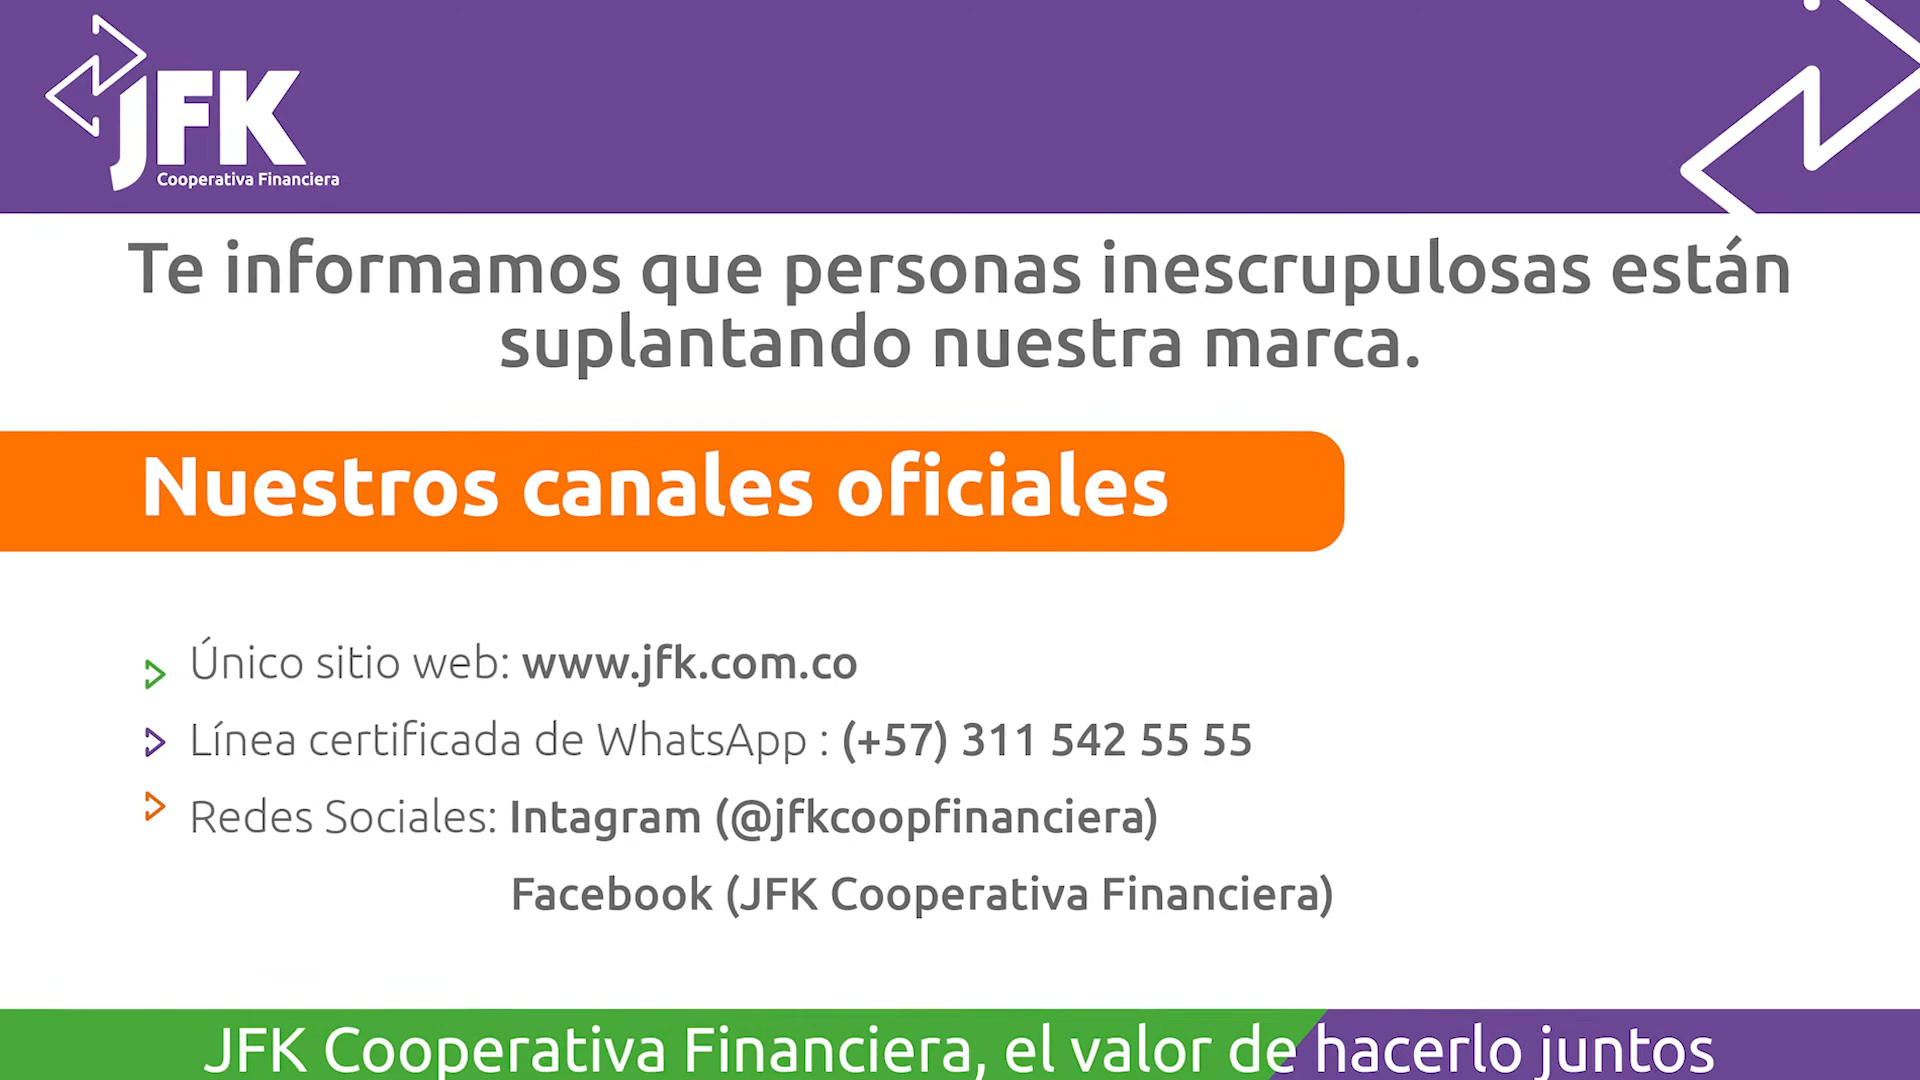 JFK
Cooperativa Financiera
Te informamos que personas inescrupulosas están
suplantando nuestra marca.
Nuestros canales oficiales
Único sitio web: www.jfk.com.co
Línea certificada de WhatsApp : (+57) 311 542 55 55
Redes Sociales: Intagram (@jfkcoopfinanciera)
Facebook (JFK Cooperativa Financiera)
JFK Cooperativa Financiera, el valor de hacerlo juntos